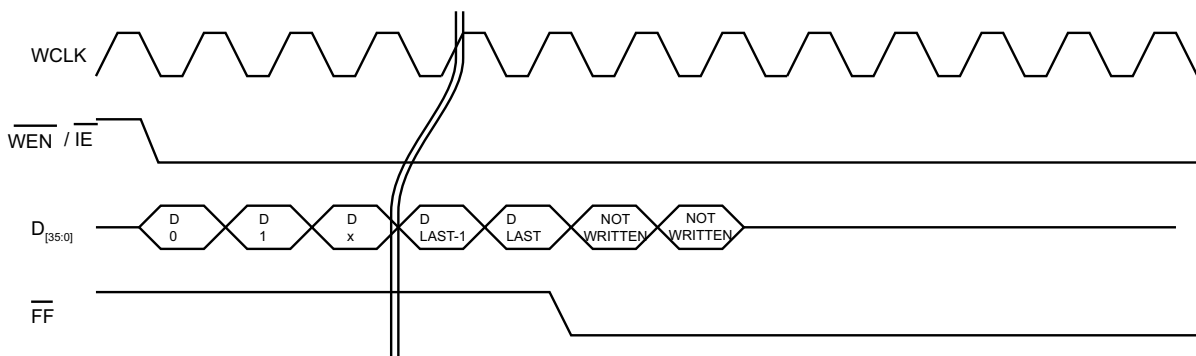 WCLK
WEN / IE
D[35:0]
D
0
D
1
D
x
D
LAST-1
D
LAST
NOT
WRITTEN
NOT
WRITTEN
FF